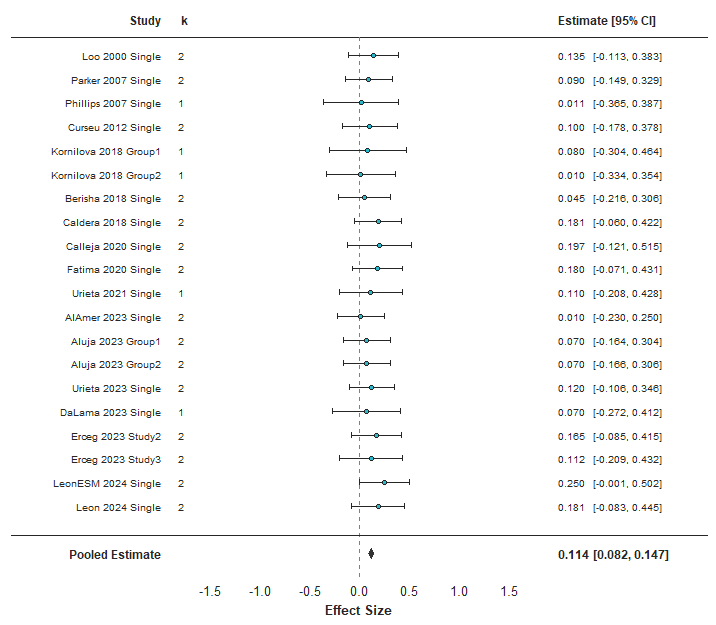 Study k Estimate [95% CI]
Loo 2000 Single 2 0.135 [-0.113, 0.383]
Parker 2007 Single 2 0.090 [-0.149, 0.329]
Phillips 2007 Single 1 0.011 [-0.365, 0.387]
Curseu 2012 Single 2 0.100 [-0.178, 0.378]
Kornilova 2018 Group1 1 0.080 [-0.304, 0.464]
Kornilova 2018 Group2 1 0.010 [-0.334, 0.354]
Berisha 2018 Single 2 0.045 [-0.216, 0.306]
Caldera 2018 Single 2 0.181 [-0.060, 0.422]
Calleja 2020 Single 2 0.197 [-0.121, 0.515]
Fatima 2020 Single 2 0.180 [-0.071, 0.431]
Urieta 2021 Single 1 0.110 [-0.208, 0.428]
AlAmer 2023 Single 2 0.010 [-0.230, 0.250]
Aluja 2023 Group1 2 0.070 [-0.164, 0.304]
Aluja 2023 Group2 2 0.070 [-0.166, 0.306]
Urieta 2023 Single 2 0.120 [-0.106, 0.346]
DaLama 2023 Single 1 0.070 [-0.272, 0.412]
Erceg 2023 Study2 2 0.165 [-0.085, 0.415]
Erceg 2023 Study3 2 0.112 [-0.209, 0.432]
LeonESM 2024 Single 2 0.250 [-0.001, 0.502]
Leon 2024 Single 2 0.181 [-0.083, 0.445]
Pooled Estimate 0.114 [0.082, 0.147]
-1.5 -1.0 -0.5 0.0 0.5 1.0 1.5
Effect Size